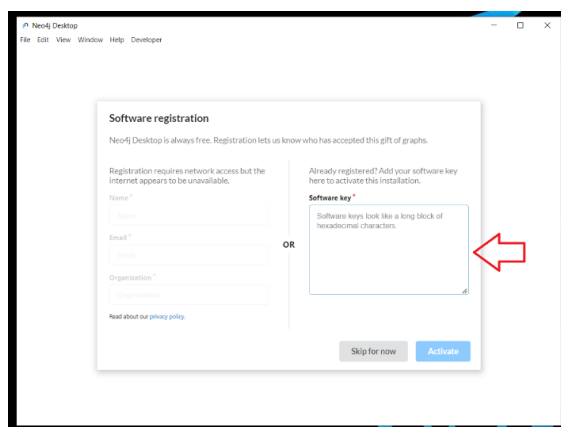 Neo4j Desktop
File Edit View Window Help Developer
Software registration
Neo4j Desktop is always free. Registration lets us know who has accepted this gift of graphs.
Registration requires network access but the
internet appears to be unavailable.
Name *
Name
Email *
Email
Organization *
Organization
Read about our privacy policy.
OR
Already registered? Add your software key
here to activate this installation.
Software key *
Software keys look like a long block of
hexadecimal characters.
Skip for now
Activate